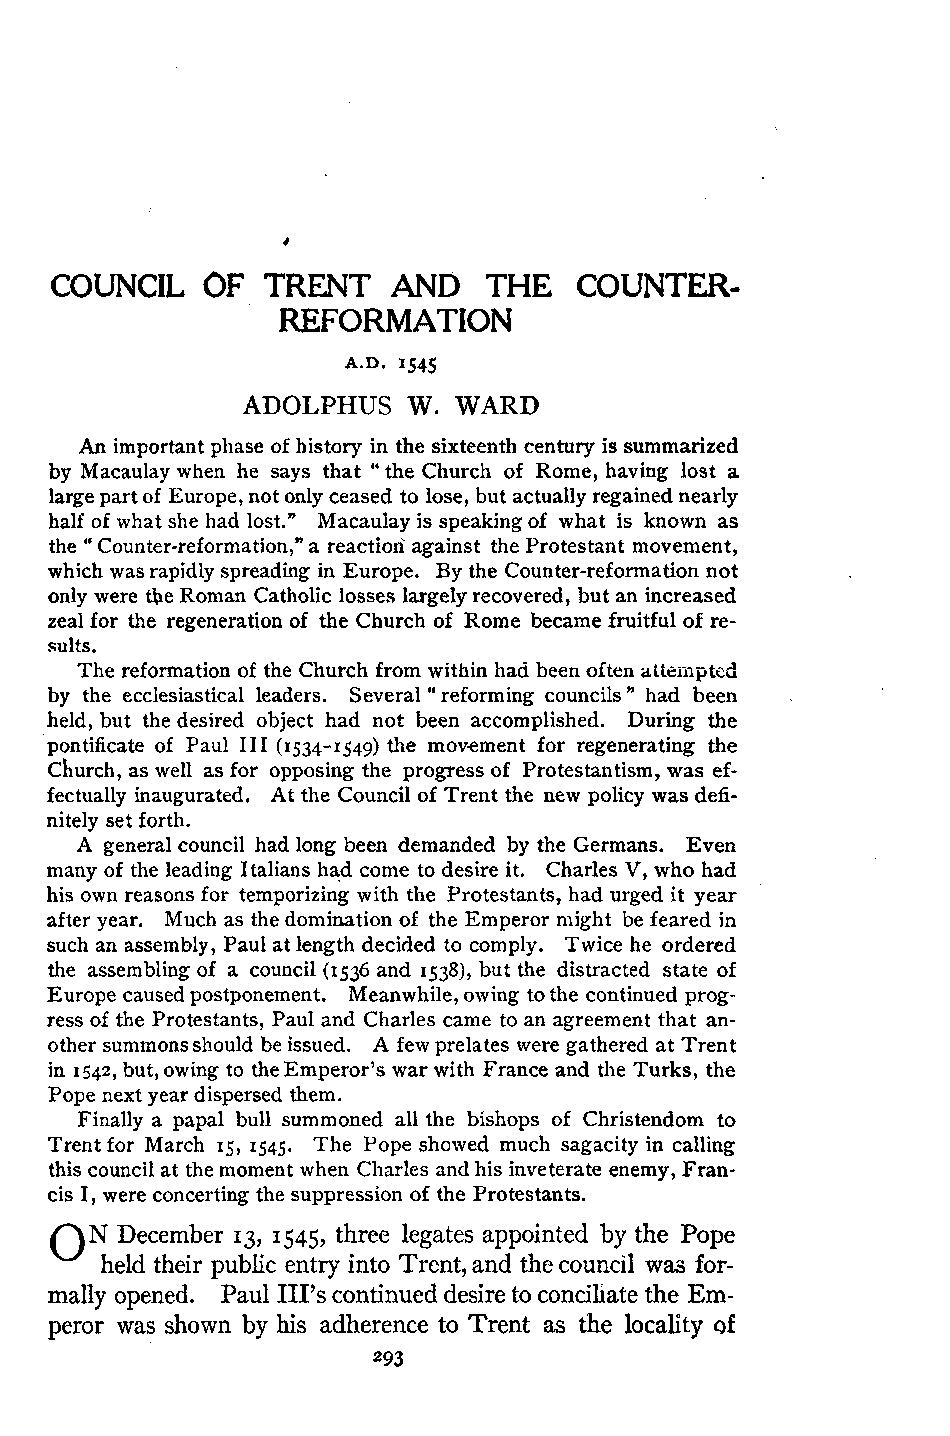 COUNCIL OF TRENT AND THE COUNTER-
REFORMATION
A.D. 1545
ADOLPHUS W. WARD
An important phase of history in the sixteenth century is summarized
by Macaulay when he says that "the Church of Rome, having lost a
large part of Europe, not only ceased to lose, but actually regained nearly
half of what she had lost." Macaulay is speaking of what is known as
the "Counter-reformation," a reaction against the Protestant movement,
which was rapidly spreading in Europe. By the Counter-reformation not
only were the Roman Catholic losses largely recovered, but an increased
zeal for the regeneration of the Church of Rome became fruitful of re-
sults.
The reformation of the Church from within had been often attempted
by the ecclesiastical leaders. Several "reforming councils" had been
held, but the desired object had not been accomplished. During the
pontificate of Paul III (1534-1549) the movement for regenerating the
Church, as well as for opposing the progress of Protestantism, was ef-
fectually inaugurated. At the Council of Trent the new policy was defi-
nitely set forth.
A general council had long been demanded by the Germans. Even
many of the leading Italians had come to desire it. Charles V, who had
his own reasons for temporizing with the Protestants, had urged it year
after year. Much as the domination of the Emperor might be feared in
such an assembly, Paul at length decided to comply. Twice he ordered
the assembling of a council (1536 and 1538), but the distracted state of
Europe caused postponement. Meanwhile, owing to the continued prog-
ress of the Protestants, Paul and Charles came to an agreement that an-
other summons should be issued. A few prelates were gathered at Trent
in 1542, but, owing to the Emperor's war with France and the Turks, the
Pope next year dispersed them.
Finally a papal bull summoned all the bishops of Christendom to
Trent for March 15, 1545. The Pope showed much sagacity in calling
this council at the moment when Charles and his inveterate enemy, Fran-
cis I, were concerting the suppression of the Protestants.
ON December 13, 1545, three legates appointed by the Pope
held their public entry into Trent, and the council was for-
mally opened. Paul III's continued desire to conciliate the Em-
peror was shown by his adherence to Trent as the locality of
293